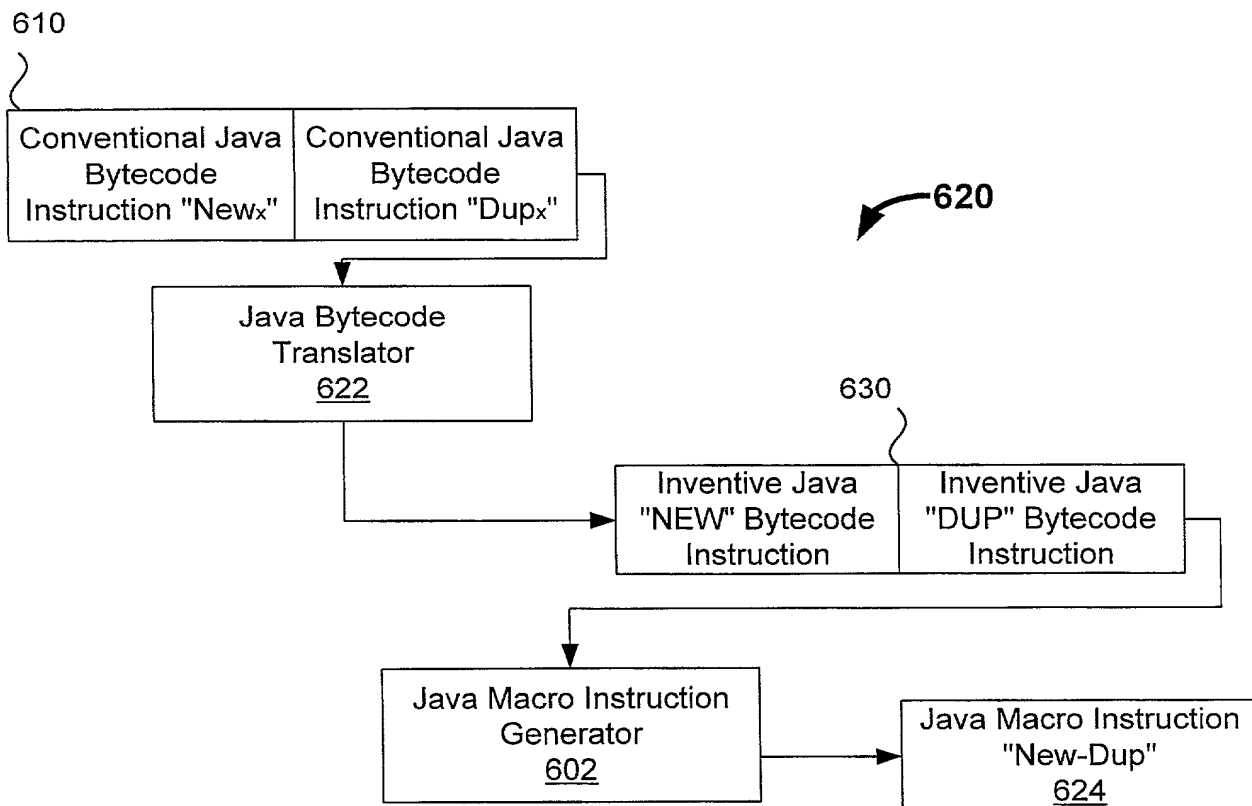 610
Conventional Java
Bytecode
Instruction "Newx"
Conventional Java
Bytecode
Instruction "Dupx"
620
Java Bytecode
Translator
622
630
Inventive Java
"NEW" Bytecode
Instruction
Inventive Java
"DUP" Bytecode
Instruction
Java Macro Instruction
Generator
602
Java Macro Instruction
"New-Dup"
624